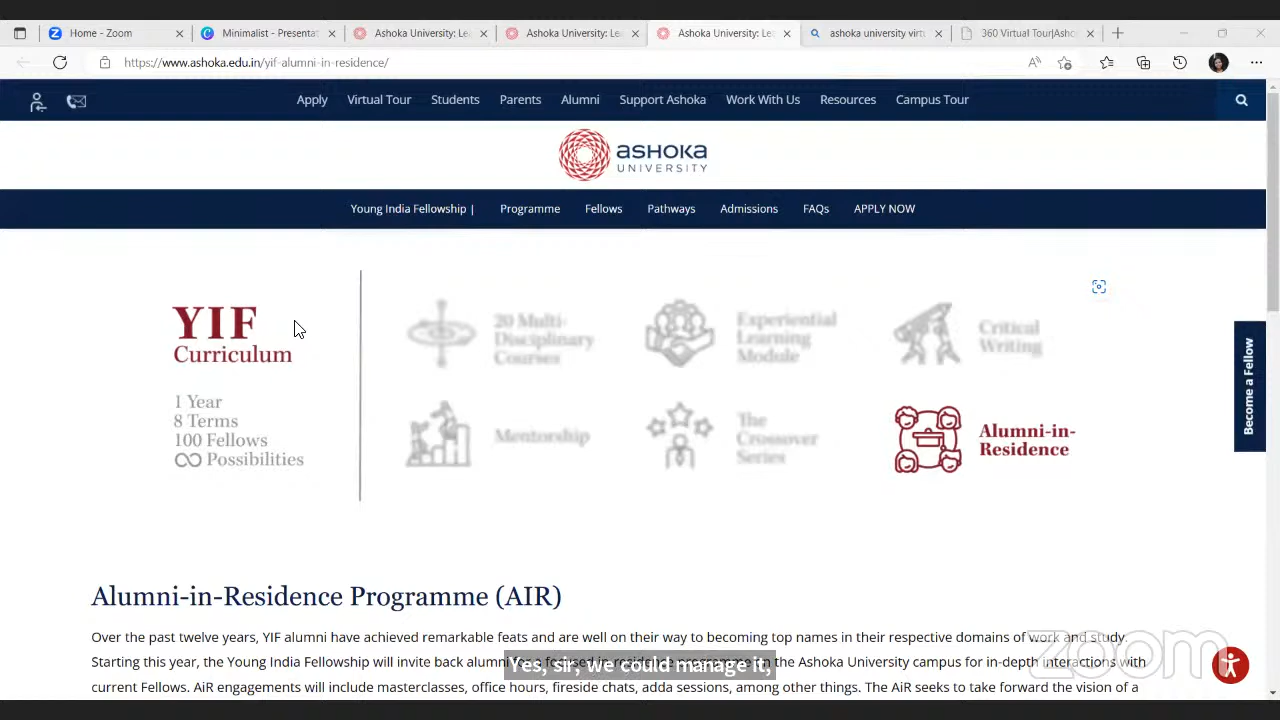 Home - Zoom
Minimalist - Presentat
Ashoka University: Le
Ashoka University: Le
Ashoka University: Le
ashoka university virtu
360 Virtual Tour|Asho
https://www.ashoka.edu.in/yif-alumni-in-residence/
Apply Virtual Tour Students Parents Alumni Support Ashoka Work With Us Resources Campus Tour
ASHOKA
UNIVERSITY
Young India Fellowship | Programme Fellows Pathways Admissions FAQs APPLY NOW
YIF
Curriculum
1 Year
8 Terms
100 Fellows
∞ Possibilities
20 Multi-
Disciplinary
Courses
Experiential
Learning
Module
Critical
Writing
Mentorship
The
Crossover
Series
Alumni-in-
Residence
Become a Fellow
Alumni-in-Residence Programme (AIR)
Over the past twelve years, YIF alumni have achieved remarkable feats and are well on their way to becoming top names in their respective domains of work and study.
Starting this year, the Young India Fellowship will invite back alumni the Ashoka University campus for in-depth interactions with
current Fellows. AiR engagements will include masterclasses, office hours, fireside chats, adda sessions, among other things. The AiR seeks to take forward the vision of a
Yes, sir, we could manage it,
zoom